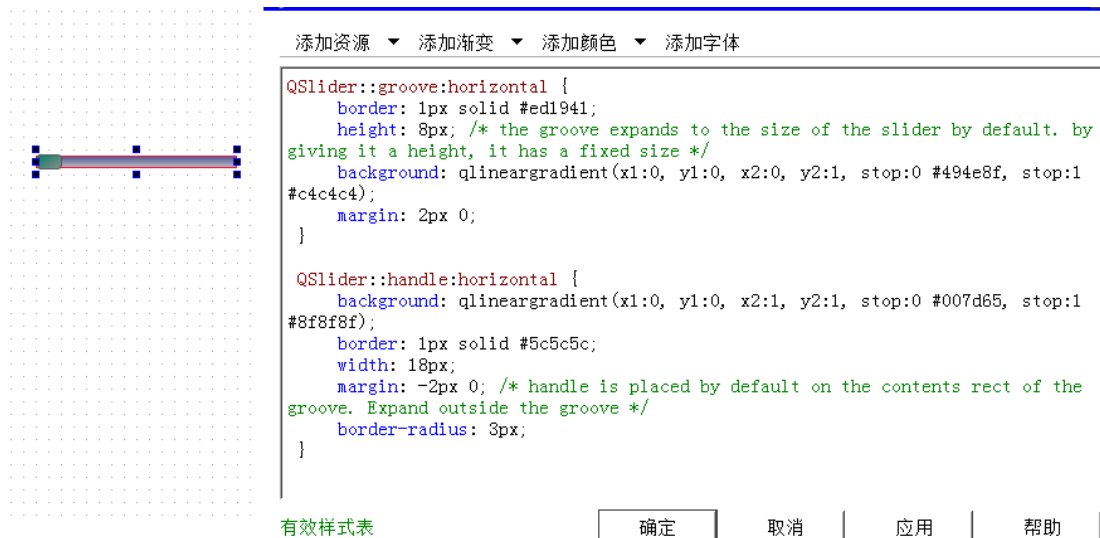 添加资源 添加渐变 添加颜色 添加字体
QSlider::groove:horizontal {
border: 1px solid #ed1941;
height: 8px; /* the groove expands to the size of the slider by default. by
giving it a height, it has a fixed size */
background: qlineargradient(x1:0, y1:0, x2:0, y2:1, stop:0 #494e8f, stop:1
#c4c4c4);
margin: 2px 0;
}
QSlider::handle:horizontal {
background: qlineargradient(x1:0, y1:0, x2:1, y2:1, stop:0 #007d65, stop:1
#8f8f8f);
border: 1px solid #5c5c5c;
width: 18px;
margin: -2px 0; /* handle is placed by default on the contents rect of the
groove. Expand outside the groove */
border-radius: 3px;
}
有效样式表 确定 取消 应用 帮助